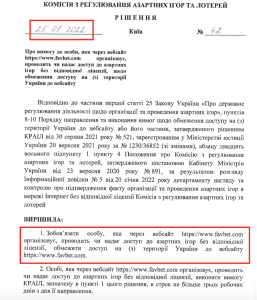 КОМІСІЯ З РЕГУЛЮВАННЯ АЗАРТНИХ ІГОР ТА ЛОТЕРЕЙ
Р І Ш Е Н Н Я
25.01.2022 Київ № 42
Про вимогу до особи, яка через вебсайт
https://www.favbet.com організовує,
проводить чи надає доступ до азартних
ігор без відповідної ліцензії, щодо
обмеження доступу на (з) території
України до вебсайту
Відповідно до частини першої статті 25 Закону України «Про державне
регулювання діяльності щодо організації та проведення азартних ігор», пунктів
8-10 Порядку направлення та виконання вимог щодо обмеження доступу на (з)
території України до вебсайту або його частини, затвердженого рішенням
КРАІЛ від 30 серпня 2021 року № 521, зареєстрованим у Міністерстві юстиції
України 20 вересня 2021 року за № 1230/36852 (зі змінами), абзацу двадцять
восьмого підпункту 1 пункту 4 Положення про Комісію з регулювання
азартних ігор та лотерей, затвердженого постановою Кабінету Міністрів
України від 23 вересня 2020 року №891, за результатом розгляду
Інформаційної довідки № 5 від 20 січня 2022 року департаменту нагляду та
контролю про підтвердження факту організації та проведення азартних ігор в
мережі Інтернет без відповідної ліцензії, Комісія з регулювання азартних ігор
та лотерей
ВИРІШИЛА:
1. Зобов’язати особу, яка через вебсайт https://www.favbet.com
організовує, проводить чи надає доступ до азартних ігор без відповідної
ліцензії, обмежити доступ на (з) території України до вебсайту
https://www.favbet.com.
2. Особі, яка через вебсайт https://www.favbet.com організовує, проводить
чи надає доступ до азартних ігор без відповідної ліцензії, виконати вимогу
КРАІЛ, зазначену в пункті 1 цього рішення, в строк не більше трьох робочих
днів з дня її направлення.